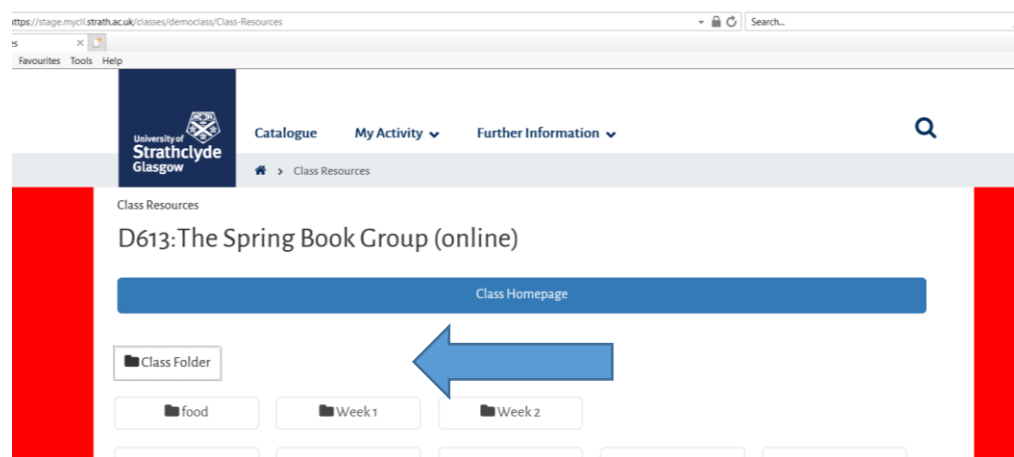 ttps://stage.mycll.strath.ac.uk/classes/democlass/Class-Resources
Search...
es
Favourites Tools Help
University of
Strathclyde
Glasgow
Catalogue My Activity Further Information
> Class Resources
Class Resources
D613:The Spring Book Group (online)
Class Homepage
Class Folder
food Week 1 Week 2